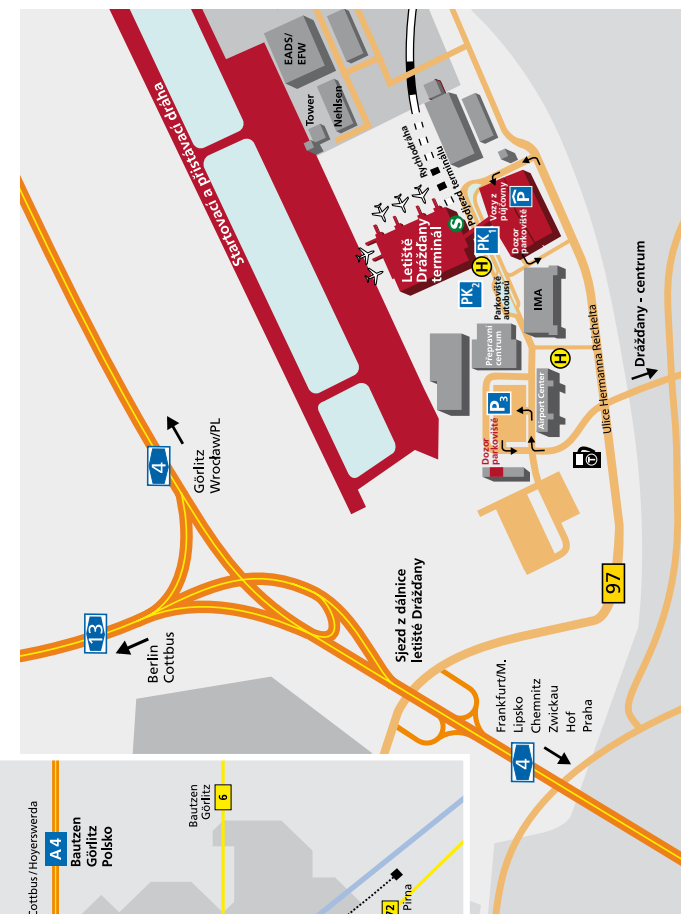 EADS/
EFW
Tower
Nehlsen
Startovací a přistávací dráha
Rychlodráha
Podjezd terminálu
S
Letiště
Drážďany
terminál
Vozy z
půjčovny
P
Dozor
parkoviště
PK1
H
PK2
Parkoviště
autobusů
IMA
Přepravní
centrum
H
Airport Center
P3
Dozor
parkoviště
Ulice Hermanna Reichelta
Drážďany - centrum
4
Görlitz
Wrocław/PL
13
Berlin
Cottbus
Sjezd z dálnice
letiště Drážďany
97
Frankfurt/M.
Lipsko
Chemnitz
Zwickau
Hof
Praha
4
Cottbus / Hoyerswerda
A 4
Bautzen
Görlitz
Polsko
Bautzen
Görlitz
6
72
Pirna